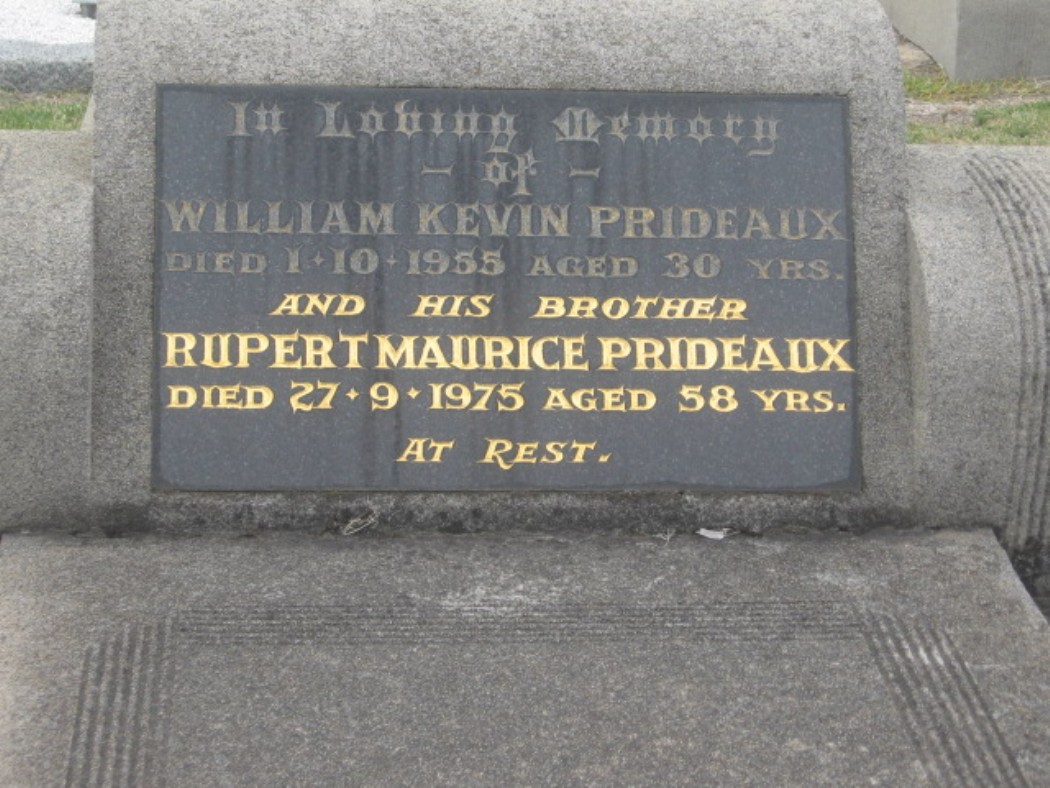 In Loving Memory
- of -
WILLIAM KEVIN PRIDEAUX
DIED 1·10·1955 AGED 30 YRS.
AND HIS BROTHER
RUPERT MAURICE PRIDEAUX
DIED 27·9·1975 AGED 58 YRS.
AT REST.